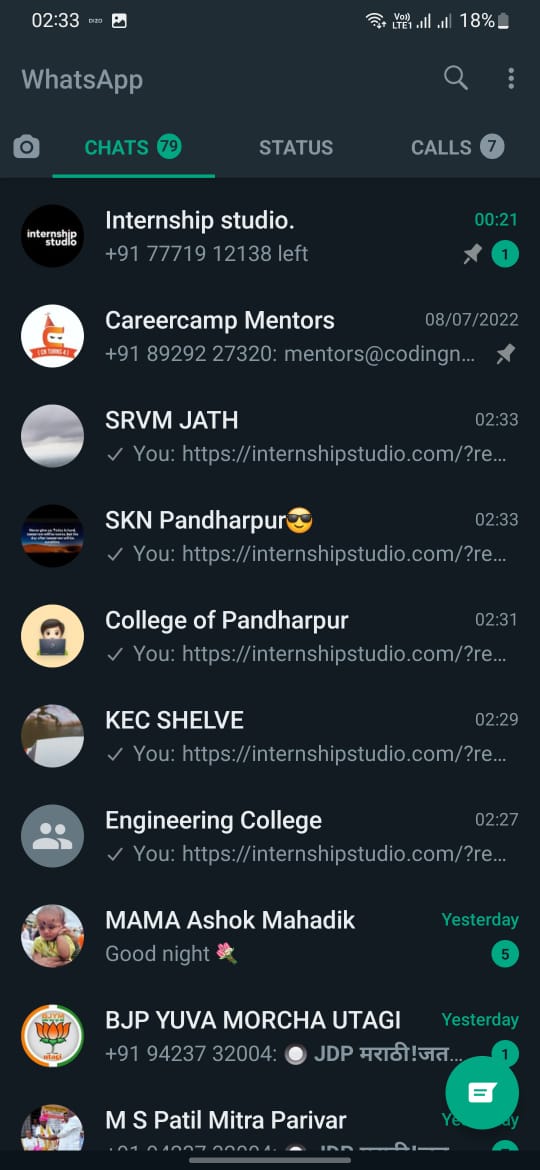 02:33 DIZO Vo) LTE1 18%
WhatsApp
CHATS 79 STATUS CALLS 7
internship
studio
Internship studio. 00:21
+91 77719 12138 left 1
( CN TURNS 4 )
Careercamp Mentors 08/07/2022
+91 89292 27320: mentors@codingn...
SRVM JATH 02:33
✓ You: https://internshipstudio.com/?re...
SKN Pandharpur😎 02:33
✓ You: https://internshipstudio.com/?re...
College of Pandharpur 02:31
✓ You: https://internshipstudio.com/?re...
KEC SHELVE 02:29
✓ You: https://internshipstudio.com/?re...
Engineering College 02:27
✓ You: https://internshipstudio.com/?re...
MAMA Ashok Mahadik Yesterday
Good night 💐 5
BJYM
BJP YUVA MORCHA UTAGI Yesterday
+91 94237 32004: 🔘 JDP मराठी!जत... 1
M S Patil Mitra Parivar